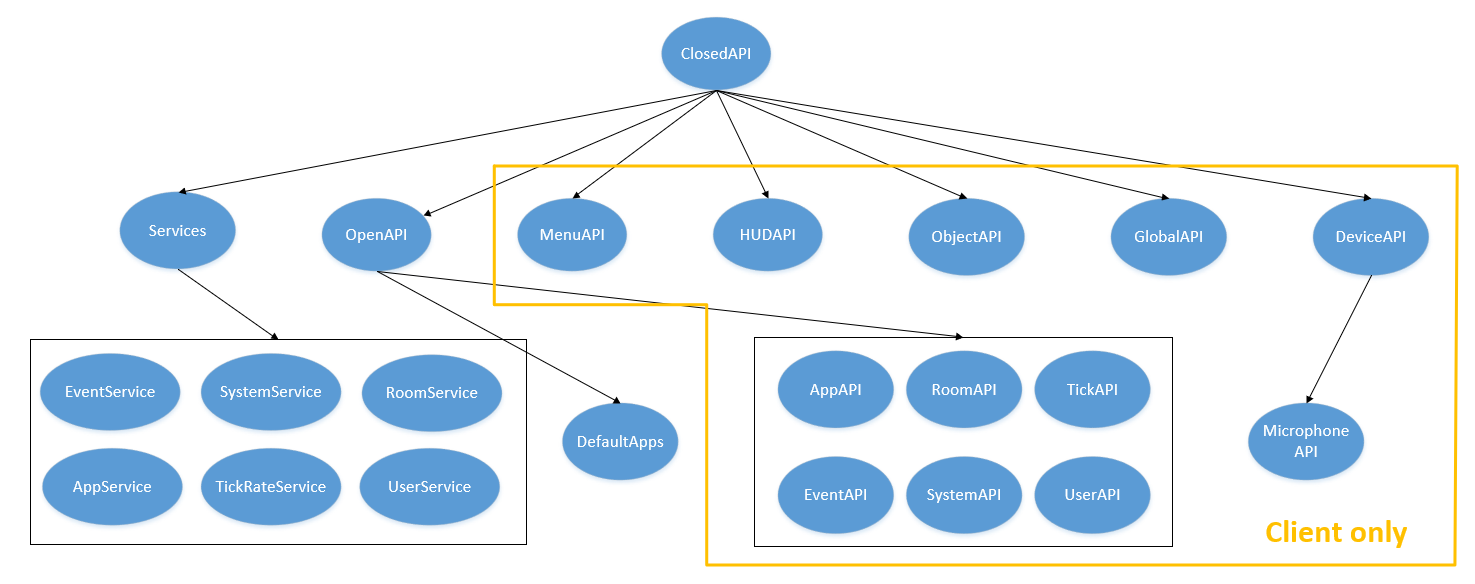 ClosedAPI
Services
OpenAPI
MenuAPI
HUDAPI
ObjectAPI
GlobalAPI
DeviceAPI
EventService
SystemService
RoomService
AppService
TickRateService
UserService
DefaultApps
AppAPI
RoomAPI
TickAPI
EventAPI
SystemAPI
UserAPI
Microphone
API
Client only